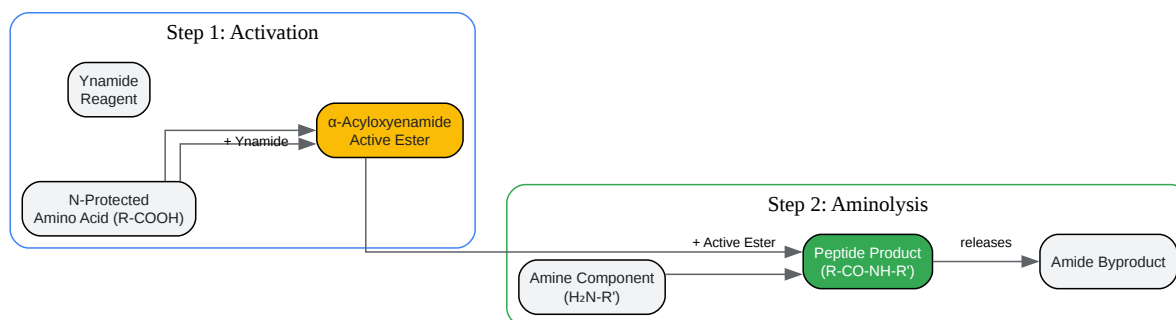 Step 1: Activation
Ynamide
Reagent
α-Acyloxyenamide
Active Ester
+ Ynamide
N-Protected
Amino Acid (R-COOH)
Step 2: Aminolysis
+ Active Ester
Peptide Product
(R-CO-NH-R')
releases
Amide Byproduct
Amine Component
(H₂N-R')